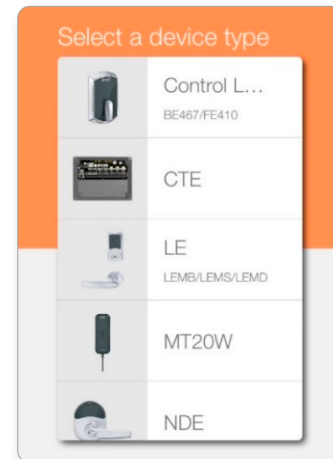 Select a device type
Control L...
BE467/FE410
CTE
LE
LEMB/LEMS/LEMD
MT20W
NDE